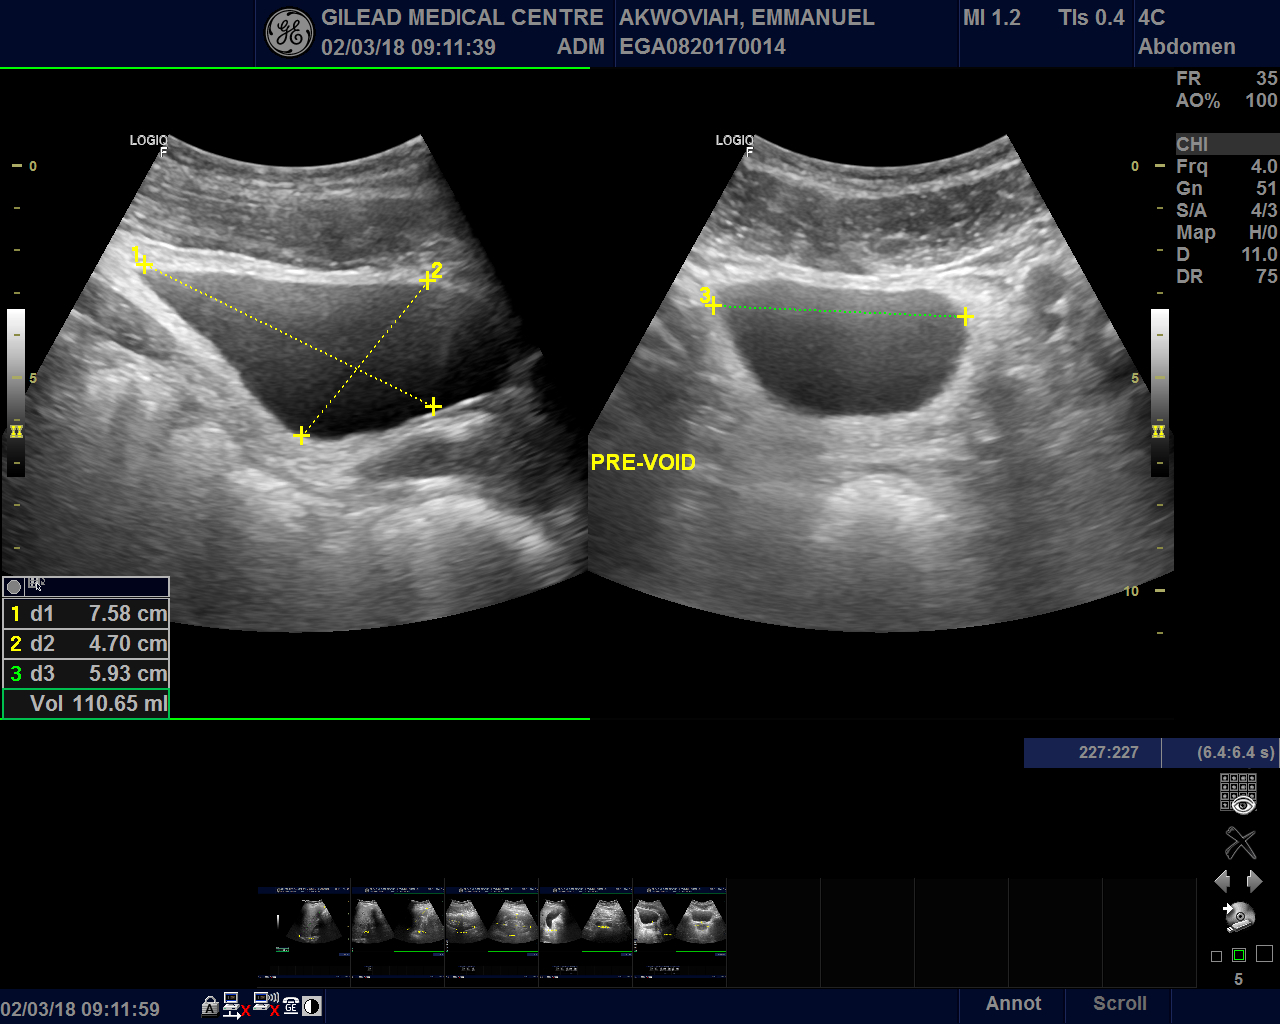 GILEAD MEDICAL CENTRE
02/03/18 09:11:39 ADM
AKWOVIAH, EMMANUEL
EGA0820170014
MI 1.2 TIs 0.4
4C
Abdomen
FR 35
AO% 100
CHI
Frq 4.0
Gn 51
S/A 4/3
Map H/0
D 11.0
DR 75
LOGIQ
F
LOGIQ
F
0
5
0
5
10
1
2
3
PRE-VOID
1 d1 7.58 cm
2 d2 4.70 cm
3 d3 5.93 cm
Vol 110.65 ml
227:227 (6.4:6.4 s)
5
02/03/18 09:11:59
Annot
Scroll